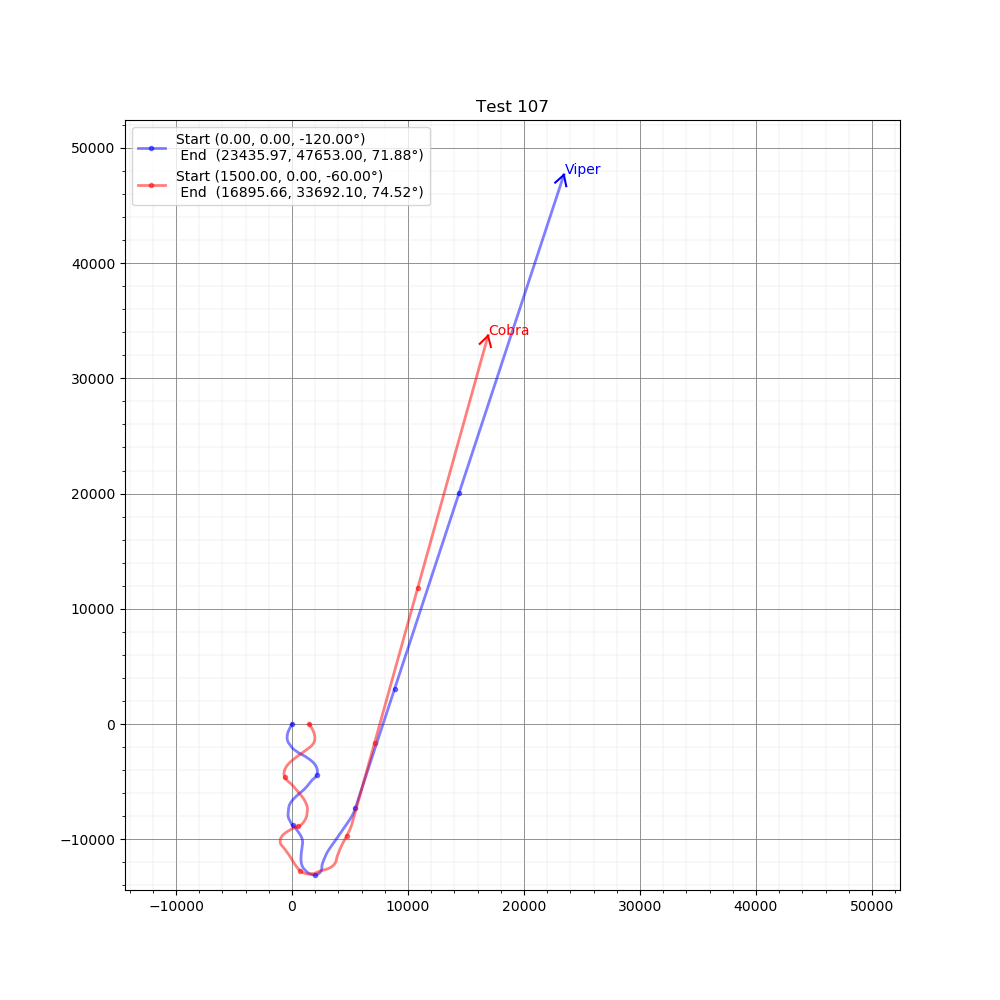 Test 107
Start (0.00, 0.00, -120.00°)
End (23435.97, 47653.00, 71.88°)
Start (1500.00, 0.00, -60.00°)
End (16895.66, 33692.10, 74.52°)
50000
Viper
40000
Cobra
30000
20000
10000
0
−10000
−10000 0 10000 20000 30000 40000 50000